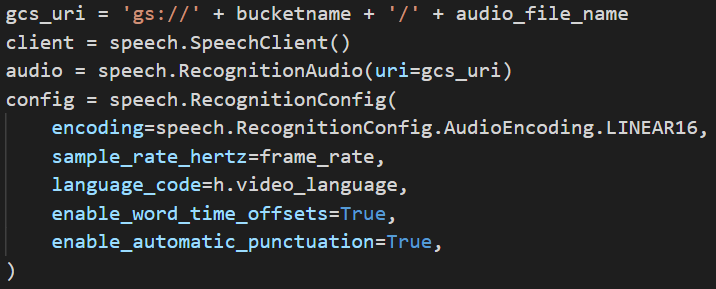 gcs_uri = 'gs://' + bucketname + '/' + audio_file_name
client = speech.SpeechClient()
audio = speech.RecognitionAudio(uri=gcs_uri)
config = speech.RecognitionConfig(
    encoding=speech.RecognitionConfig.AudioEncoding.LINEAR16,
    sample_rate_hertz=frame_rate,
    language_code=h.video_language,
    enable_word_time_offsets=True,
    enable_automatic_punctuation=True,
)